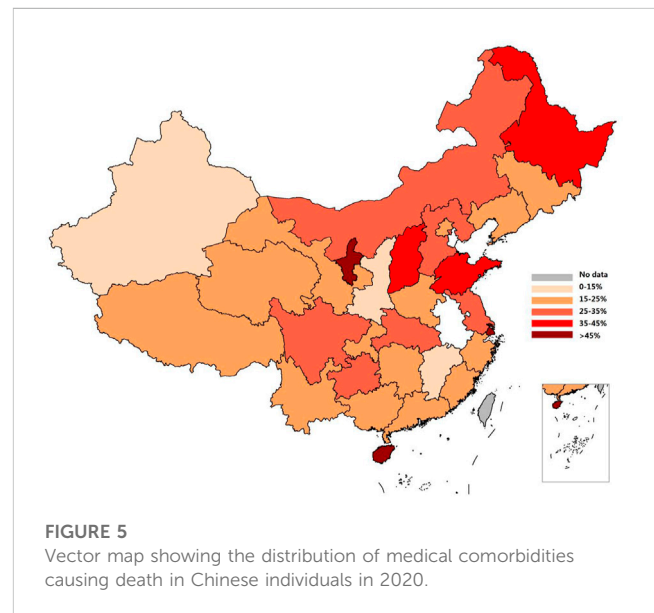 No data
0-15%
15-25%
25-35%
35-45%
>45%
FIGURE 5
Vector map showing the distribution of medical comorbidities
causing death in Chinese individuals in 2020.